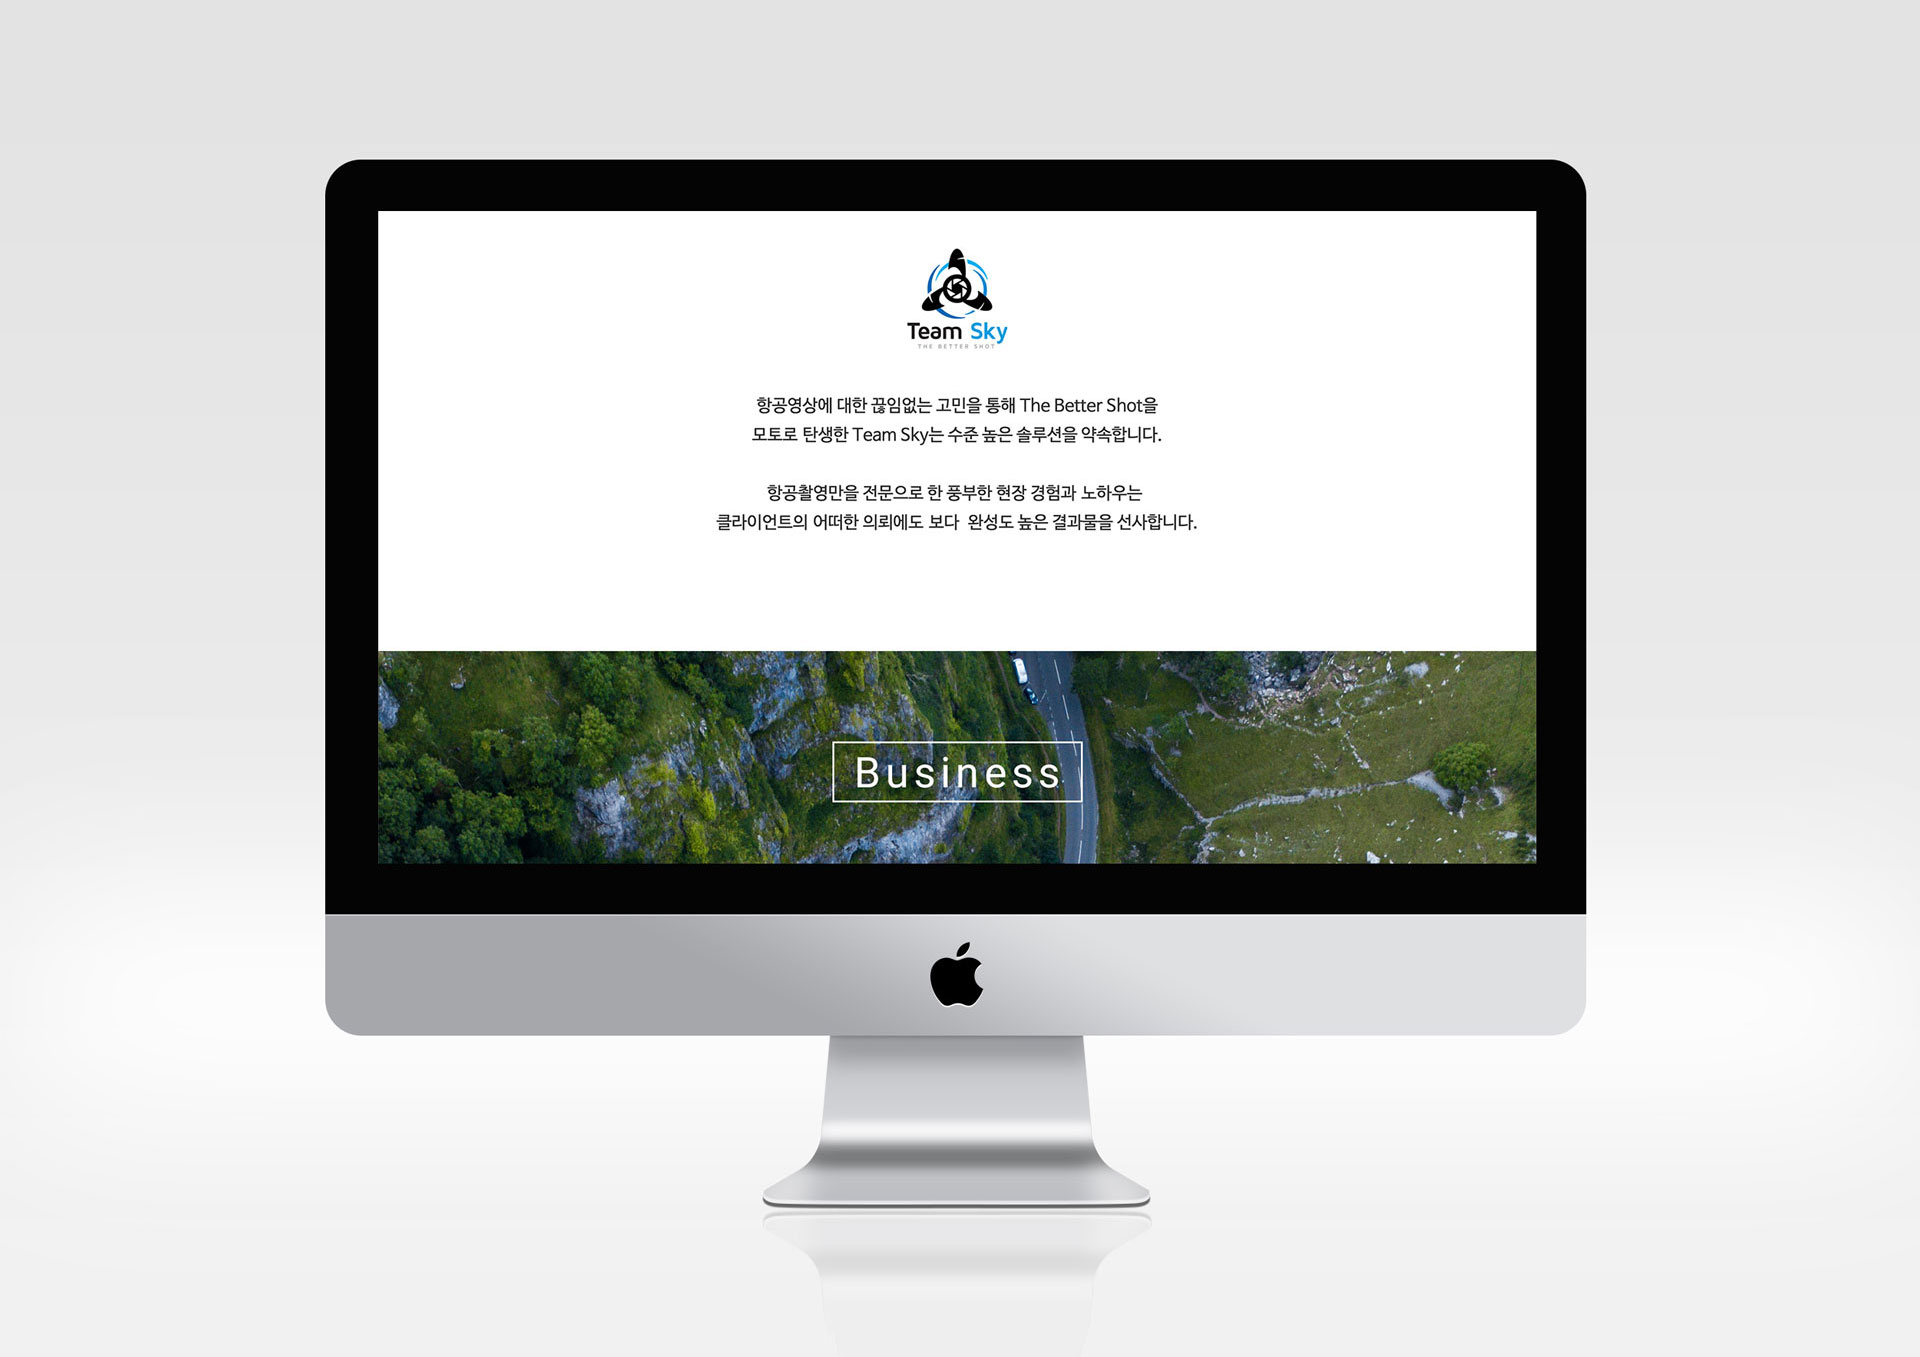 Team Sky
THE BETTER SHOT
항공영상에 대한 끊임없는 고민을 통해 The Better Shot을
모토로 탄생한 Team Sky는 수준 높은 솔루션을 약속합니다.
항공촬영만을 전문으로 한 풍부한 현장 경험과 노하우는
클라이언트의 어떠한 의뢰에도 보다 완성도 높은 결과물을 선사합니다.
Business